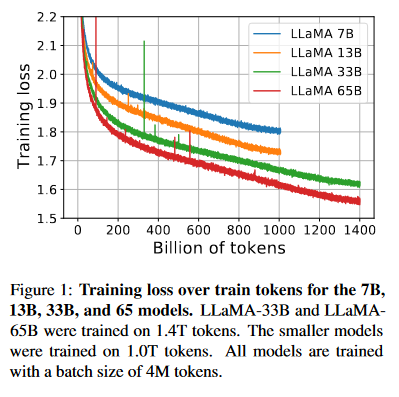 2.2
2.1
2.0
1.9
1.8
1.7
1.6
1.5
Training loss
LLaMA 7B
LLaMA 13B
LLaMA 33B
LLaMA 65B
0 200 400 600 800 1000 1200 1400
Billion of tokens
Figure 1: Training loss over train tokens for the 7B,
13B, 33B, and 65 models. LLaMA-33B and LLaMA-
65B were trained on 1.4T tokens. The smaller models
were trained on 1.0T tokens. All models are trained
with a batch size of 4M tokens.